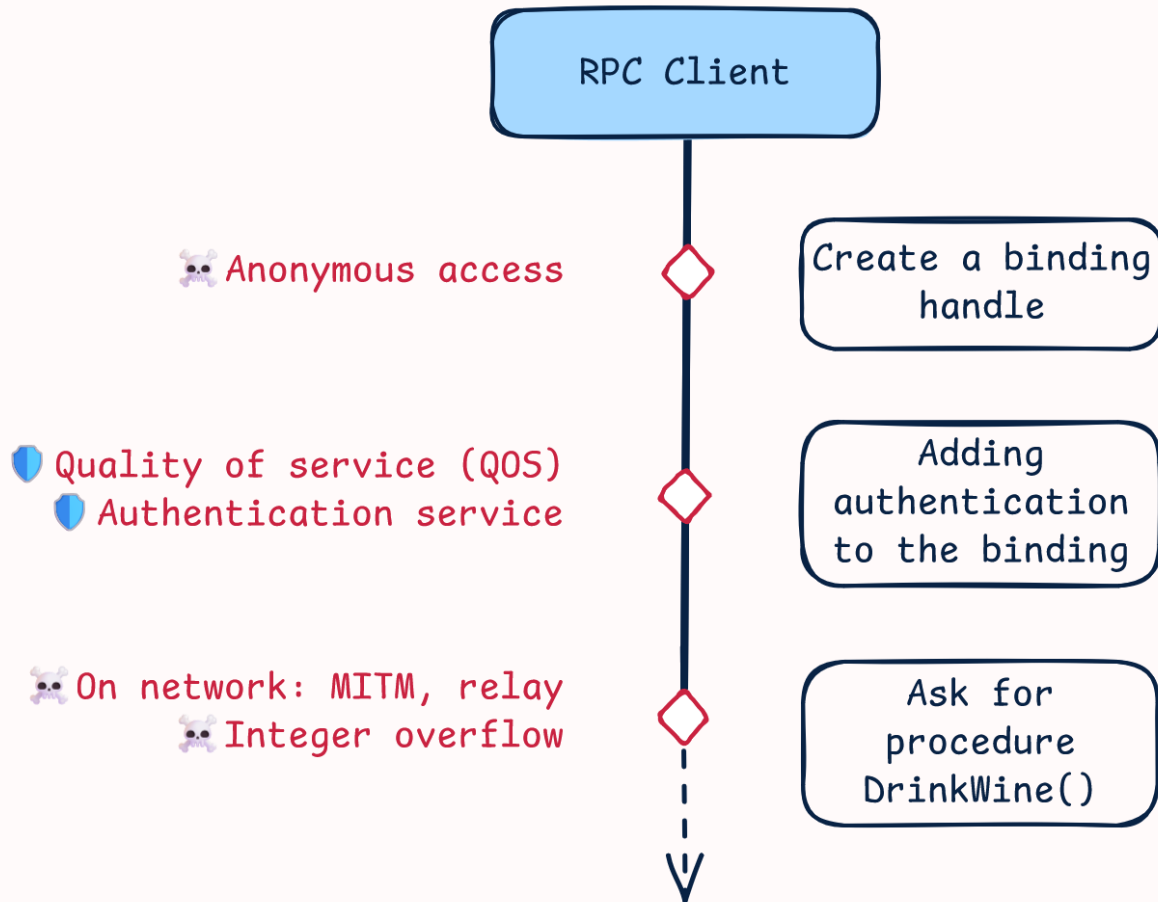 RPC Client
☠️Anonymous access
Create a binding
handle
🛡️Quality of service (QOS)
🛡️Authentication service
Adding
authentication
to the binding
☠️On network: MITM, relay
☠️Integer overflow
Ask for
procedure
DrinkWine()